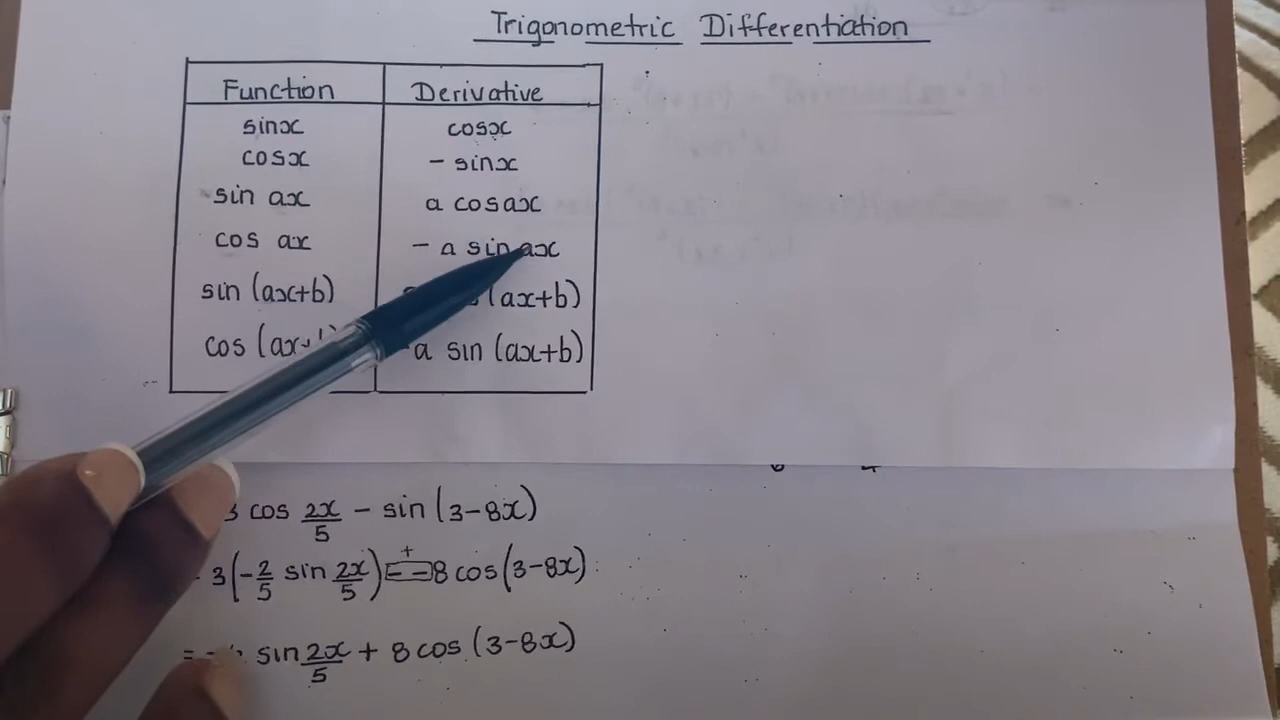 Trigonometric Differentiation
Function Derivative
sinx cosx
cosx - sinx
sin ax a cosax
cos ax - a sin ax
sin (ax+b) (ax+b)
cos (ax+ -a sin (ax+b)
3 cos 2x/5 - sin (3-8x)
3(-2/5 sin 2x/5) + - - 8 cos (3-8x)
= - sin 2x/5 + 8 cos (3-8x)